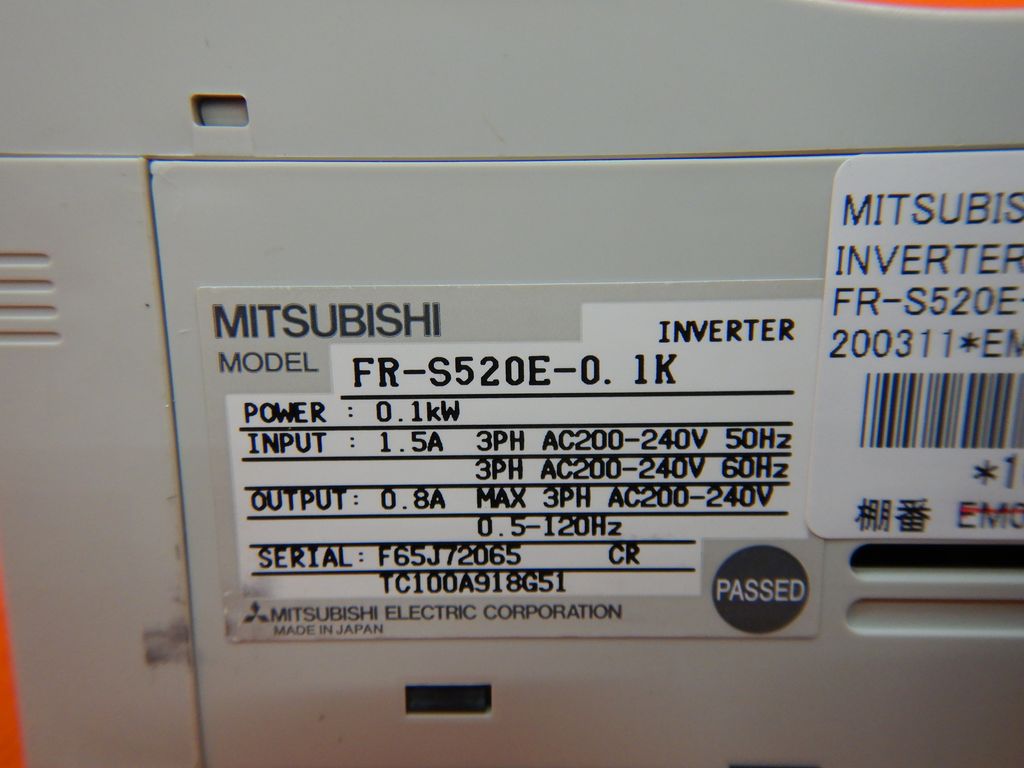 MITSUBISHI
INVERTER
MODEL FR-S520E-0.1K
POWER : 0.1kW
INPUT : 1.5A 3PH AC200-240V 50Hz
3PH AC200-240V 60Hz
OUTPUT: 0.8A MAX 3PH AC200-240V
0.5-120Hz
SERIAL: F65J72065 CR
TC100A918G51
PASSED
MITSUBISHI ELECTRIC CORPORATION
MADE IN JAPAN
MITSUBIS
INVERTER
FR-S520E-
200311*EM
*1
棚番 EM0